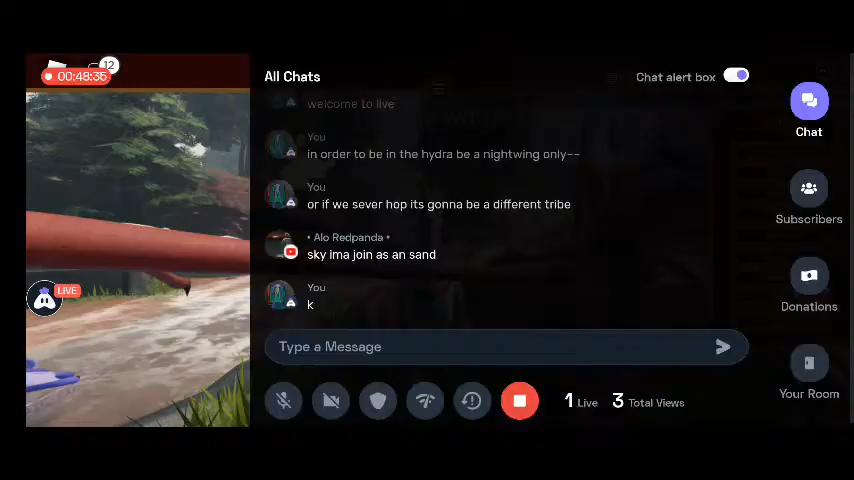 12
00:48:35
All Chats
Chat alert box
welcome to live
Chat
You
in order to be in the hydra be a nightwing only--
You
or if we sever hop its gonna be a different tribe
Subscribers
• Alo Redpanda •
sky ima join as an sand
You
k
LIVE
Donations
Type a Message
1 Live 3 Total Views
Your Room